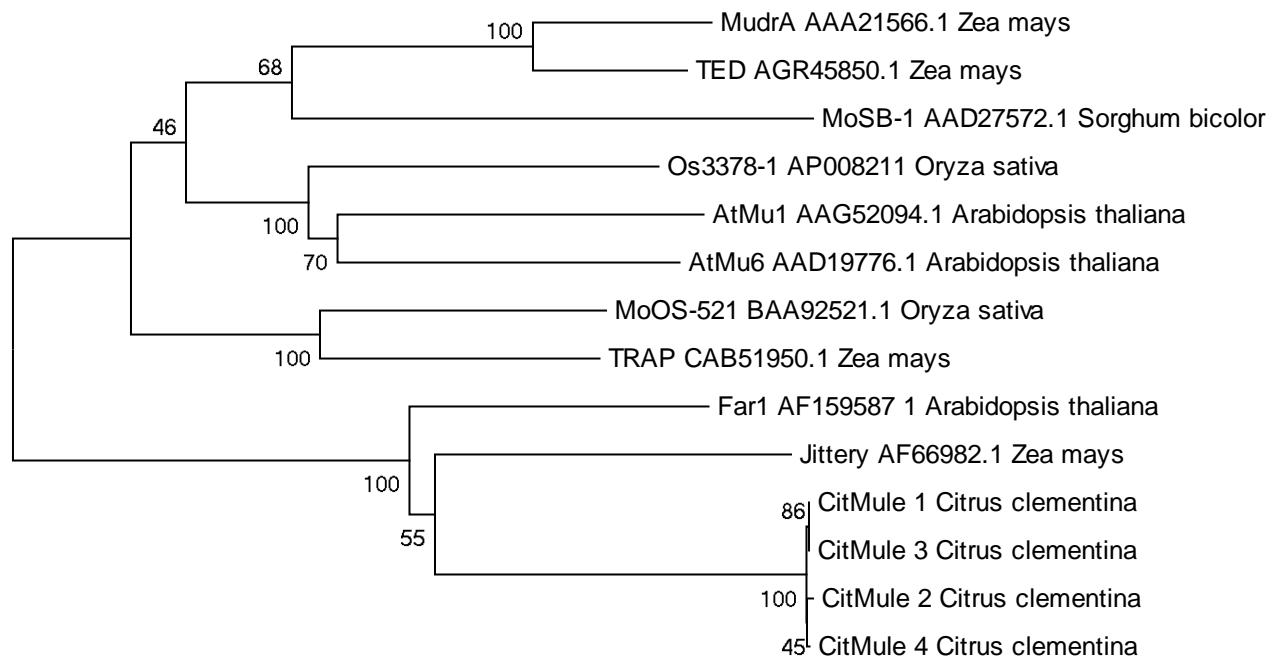 100
MudrA AAA21566.1 Zea mays
TED AGR45850.1 Zea mays
68
MoSB-1 AAD27572.1 Sorghum bicolor
46
Os3378-1 AP008211 Oryza sativa
100
AtMu1 AAG52094.1 Arabidopsis thaliana
70
AtMu6 AAD19776.1 Arabidopsis thaliana
MoOS-521 BAA92521.1 Oryza sativa
100
TRAP CAB51950.1 Zea mays
Far1 AF159587 1 Arabidopsis thaliana
100
Jittery AF66982.1 Zea mays
55
86
CitMule 1 Citrus clementina
CitMule 3 Citrus clementina
100
CitMule 2 Citrus clementina
45
CitMule 4 Citrus clementina